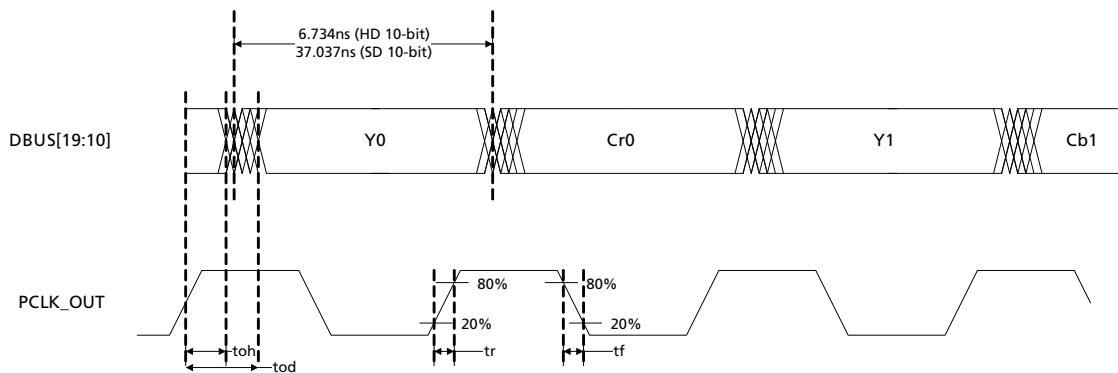 6.734ns (HD 10-bit)
37.037ns (SD 10-bit)
DBUS[19:10]
Y0
Cr0
Y1
Cb1
PCLK_OUT
80%
80%
20%
20%
toh
tr
tf
tod